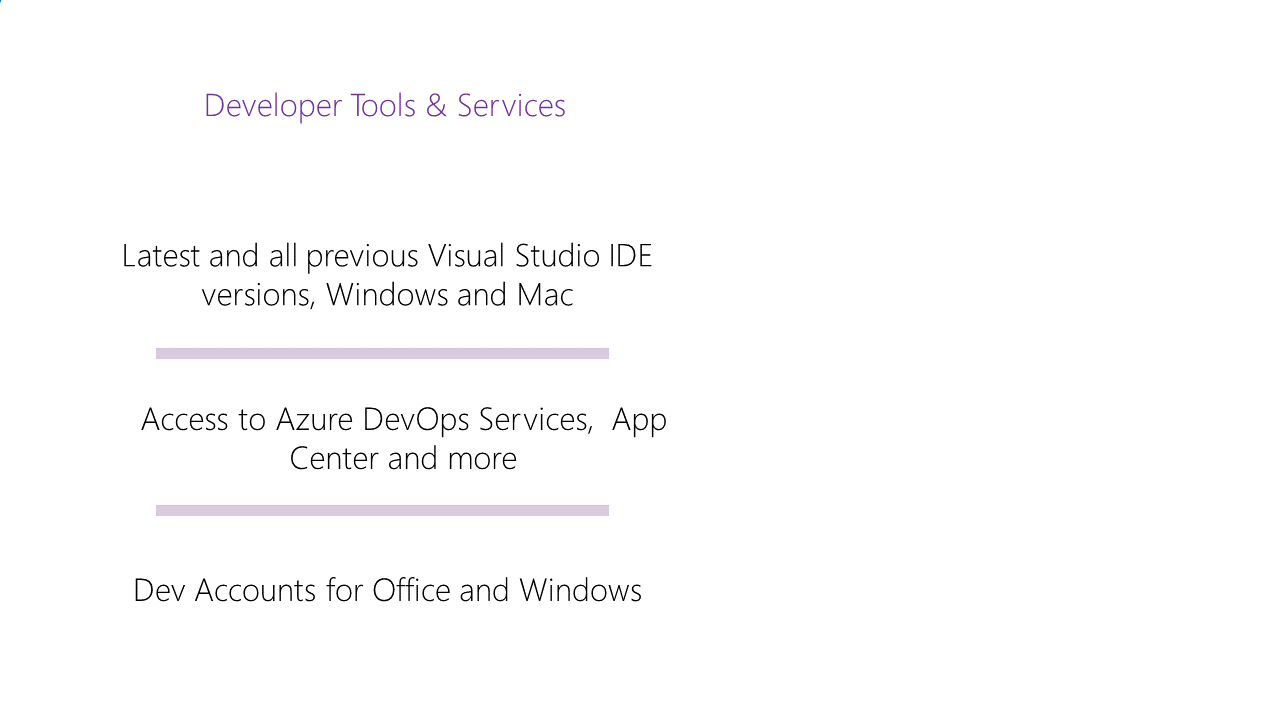 Developer Tools & Services
Latest and all previous Visual Studio IDE
versions, Windows and Mac
Access to Azure DevOps Services,  App
Center and more
Dev Accounts for Office and Windows